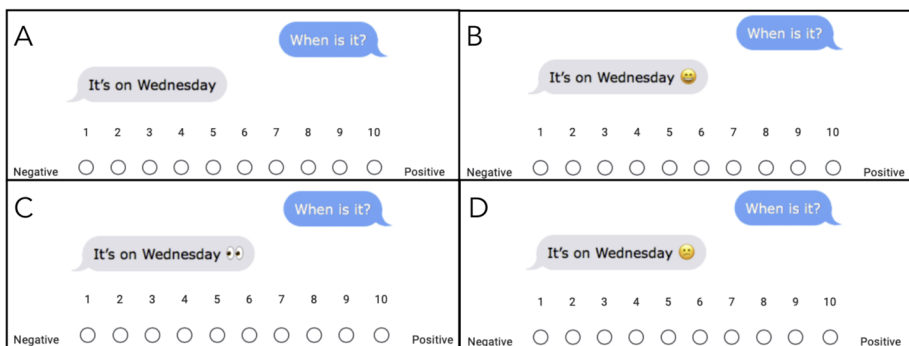 A
When is it?
It's on Wednesday
1 2 3 4 5 6 7 8 9 10
Negative Positive
B
When is it?
It's on Wednesday 😀
1 2 3 4 5 6 7 8 9 10
Negative Positive
C
When is it?
It's on Wednesday 👀
1 2 3 4 5 6 7 8 9 10
Negative Positive
D
When is it?
It's on Wednesday 😕
1 2 3 4 5 6 7 8 9 10
Negative Positive